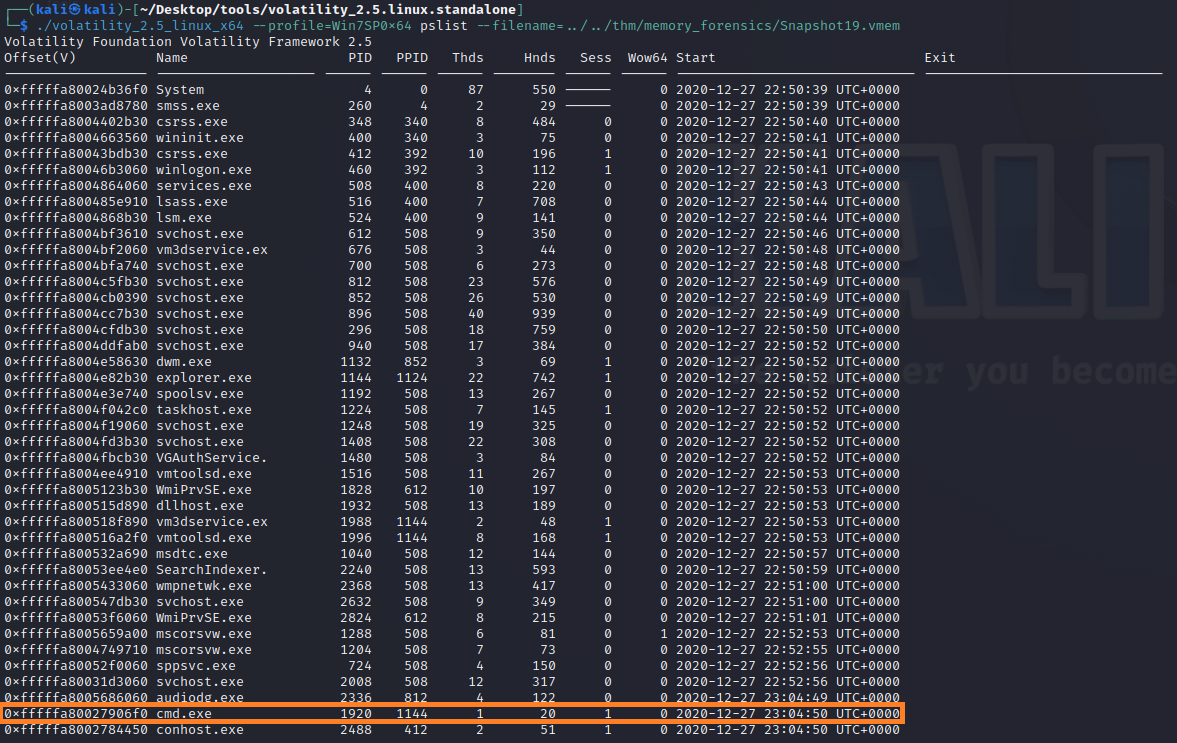 ┌──(kali㉿kali)-[~/Desktop/tools/volatility_2.5.linux.standalone]
└─$ ./volatility_2.5_linux_x64 --profile=Win7SP0×64 pslist --filename=../../thm/memory_forensics/Snapshot19.vmem
Volatility Foundation Volatility Framework 2.5
Offset(V) Name PID PPID Thds Hnds Sess Wow64 Start Exit
0×fffffa80024b36f0 System 4 0 87 550 —————— 0 2020-12-27 22:50:39 UTC+0000
0×fffffa8003ad8780 smss.exe 260 4 2 29 —————— 0 2020-12-27 22:50:39 UTC+0000
0×fffffa8004402b30 csrss.exe 348 340 8 484 0 0 2020-12-27 22:50:40 UTC+0000
0×fffffa8004663560 wininit.exe 400 340 3 75 0 0 2020-12-27 22:50:41 UTC+0000
0×fffffa80043bdb30 csrss.exe 412 392 10 196 1 0 2020-12-27 22:50:41 UTC+0000
0×fffffa80046b3060 winlogon.exe 460 392 3 112 1 0 2020-12-27 22:50:41 UTC+0000
0×fffffa8004864060 services.exe 508 400 8 220 0 0 2020-12-27 22:50:43 UTC+0000
0×fffffa800485e910 lsass.exe 516 400 7 708 0 0 2020-12-27 22:50:44 UTC+0000
0×fffffa8004868b30 lsm.exe 524 400 9 141 0 0 2020-12-27 22:50:44 UTC+0000
0×fffffa8004bf3610 svchost.exe 612 508 9 350 0 0 2020-12-27 22:50:46 UTC+0000
0×fffffa8004bf2060 vm3dservice.ex 676 508 3 44 0 0 2020-12-27 22:50:48 UTC+0000
0×fffffa8004bfa740 svchost.exe 700 508 6 273 0 0 2020-12-27 22:50:48 UTC+0000
0×fffffa8004c5fb30 svchost.exe 812 508 23 576 0 0 2020-12-27 22:50:49 UTC+0000
0×fffffa8004cb0390 svchost.exe 852 508 26 530 0 0 2020-12-27 22:50:49 UTC+0000
0×fffffa8004cc7b30 svchost.exe 896 508 40 939 0 0 2020-12-27 22:50:49 UTC+0000
0×fffffa8004cfdb30 svchost.exe 296 508 18 759 0 0 2020-12-27 22:50:50 UTC+0000
0×fffffa8004ddfab0 svchost.exe 940 508 17 384 0 0 2020-12-27 22:50:52 UTC+0000
0×fffffa8004e58630 dwm.exe 1132 852 3 69 1 0 2020-12-27 22:50:52 UTC+0000
0×fffffa8004e82b30 explorer.exe 1144 1124 22 742 1 0 2020-12-27 22:50:52 UTC+0000
0×fffffa8004e3e740 spoolsv.exe 1192 508 13 267 0 0 2020-12-27 22:50:52 UTC+0000
0×fffffa8004f042c0 taskhost.exe 1224 508 7 145 1 0 2020-12-27 22:50:52 UTC+0000
0×fffffa8004f19060 svchost.exe 1248 508 19 325 0 0 2020-12-27 22:50:52 UTC+0000
0×fffffa8004fd3b30 svchost.exe 1408 508 22 308 0 0 2020-12-27 22:50:52 UTC+0000
0×fffffa8004fbcb30 VGAuthService. 1480 508 3 84 0 0 2020-12-27 22:50:52 UTC+0000
0×fffffa8004ee4910 vmtoolsd.exe 1516 508 11 267 0 0 2020-12-27 22:50:53 UTC+0000
0×fffffa8005123b30 WmiPrvSE.exe 1828 612 10 197 0 0 2020-12-27 22:50:53 UTC+0000
0×fffffa800515d890 dllhost.exe 1932 508 13 189 0 0 2020-12-27 22:50:53 UTC+0000
0×fffffa800518f890 vm3dservice.ex 1988 1144 2 48 1 0 2020-12-27 22:50:53 UTC+0000
0×fffffa800516a2f0 vmtoolsd.exe 1996 1144 8 168 1 0 2020-12-27 22:50:53 UTC+0000
0×fffffa800532a690 msdtc.exe 1040 508 12 144 0 0 2020-12-27 22:50:57 UTC+0000
0×fffffa80053ee4e0 SearchIndexer. 2240 508 13 593 0 0 2020-12-27 22:50:59 UTC+0000
0×fffffa8005433060 wmpnetwk.exe 2368 508 13 417 0 0 2020-12-27 22:51:00 UTC+0000
0×fffffa800547db30 svchost.exe 2632 508 9 349 0 0 2020-12-27 22:51:00 UTC+0000
0×fffffa80053f6060 WmiPrvSE.exe 2824 612 8 215 0 0 2020-12-27 22:51:01 UTC+0000
0×fffffa8005659a00 mscorsvw.exe 1288 508 6 81 0 1 2020-12-27 22:52:53 UTC+0000
0×fffffa8004749710 mscorsvw.exe 1204 508 7 73 0 0 2020-12-27 22:52:55 UTC+0000
0×fffffa80052f0060 sppsvc.exe 724 508 4 150 0 0 2020-12-27 22:52:56 UTC+0000
0×fffffa80031d3060 svchost.exe 2008 508 12 317 0 0 2020-12-27 22:52:56 UTC+0000
0×fffffa8005686060 audiodg.exe 2336 812 4 122 0 0 2020-12-27 23:04:49 UTC+0000
0×fffffa80027906f0 cmd.exe 1920 1144 1 20 1 0 2020-12-27 23:04:50 UTC+0000
0×fffffa8002784450 conhost.exe 2488 412 2 51 1 0 2020-12-27 23:04:50 UTC+0000
ALI
you become